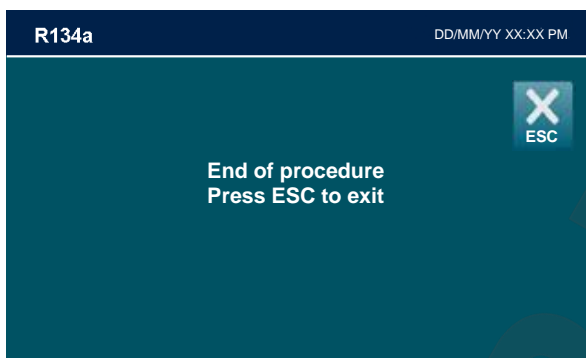 R134a
DD/MM/YY XX:XX PM
ESC
End of procedure
Press ESC to exit